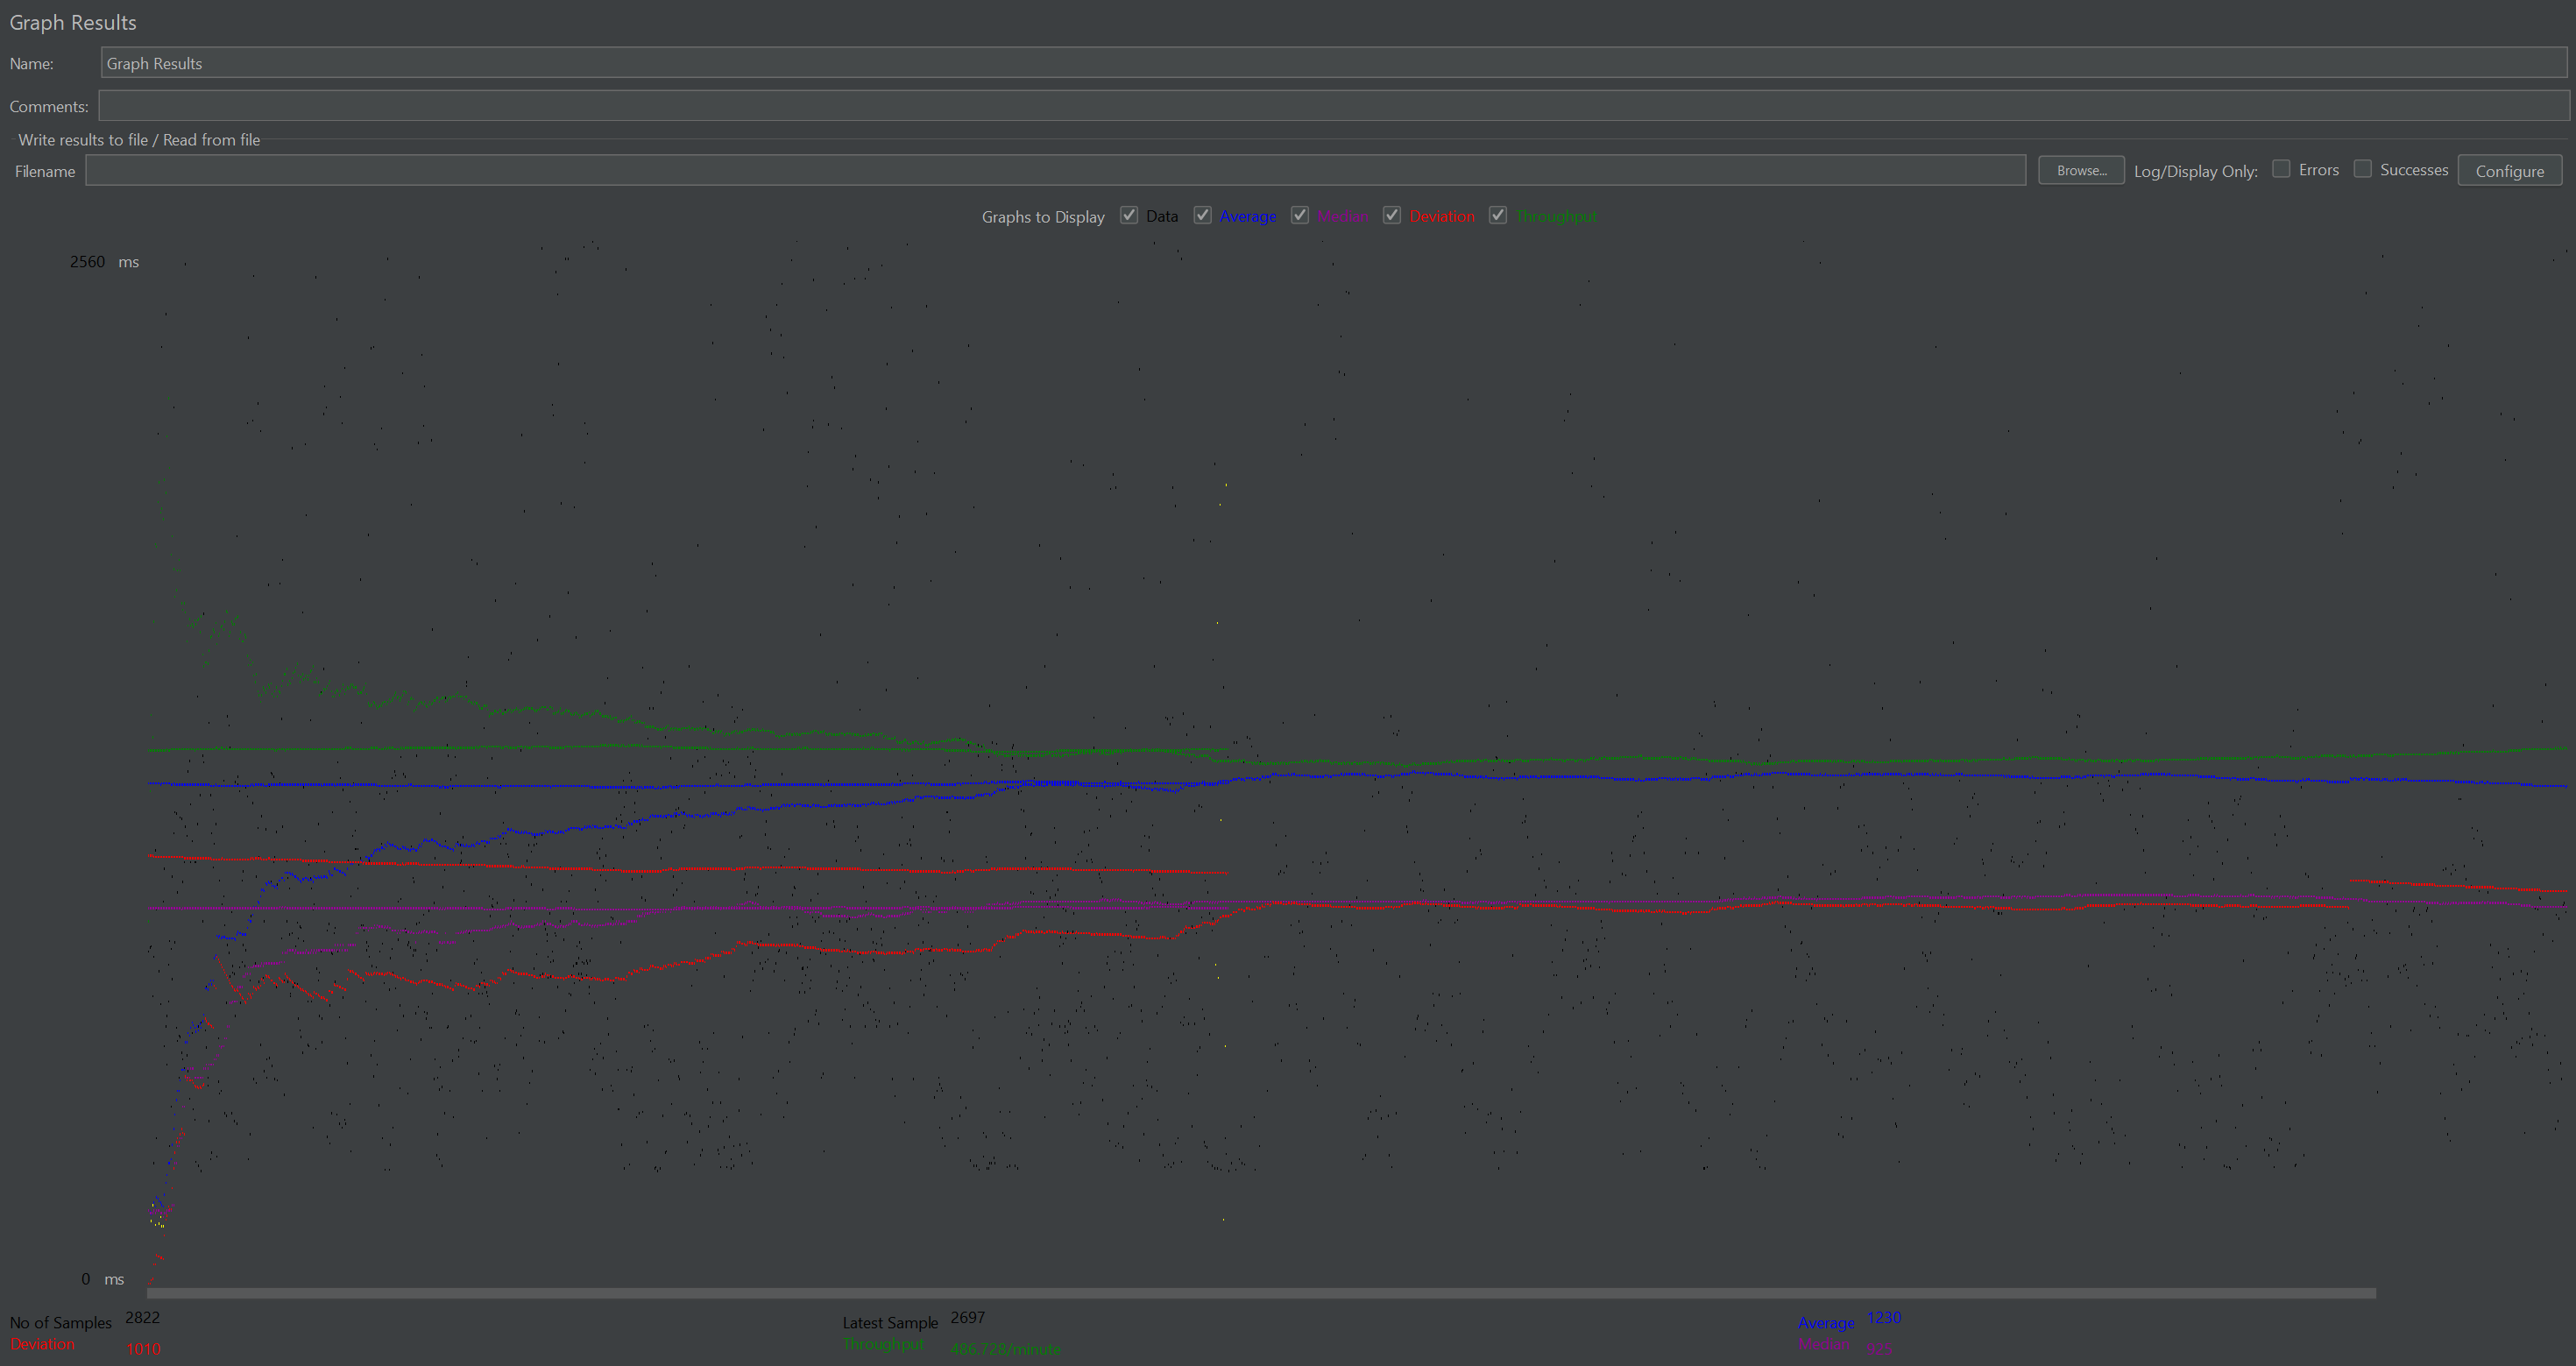 Graph Results
Name: Graph Results
Comments:
Write results to file / Read from file
Filename Browse... Log/Display Only: Errors Successes Configure
Graphs to Display Data Average Median Deviation Throughput
2560 ms
0 ms
No of Samples 2822 Latest Sample 2697 Average 1230
Deviation 1010 Throughput 486.728/minute Median 925